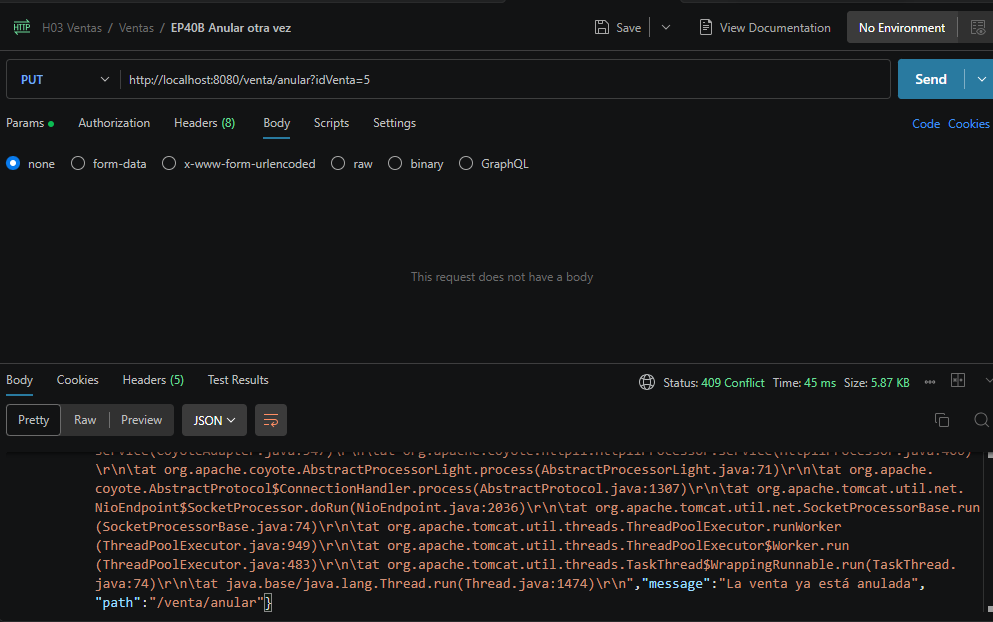 HTTP H03 Ventas / Ventas / EP40B Anular otra vez Save View Documentation No Environment
PUT http://localhost:8080/venta/anular?idVenta=5 Send
Params Authorization Headers (8) Body Scripts Settings Code Cookies
none form-data x-www-form-urlencoded raw binary GraphQL
This request does not have a body
Body Cookies Headers (5) Test Results Status: 409 Conflict Time: 45 ms Size: 5.87 KB
Pretty Raw Preview JSON
\r\n\tat org.apache.coyote.AbstractProcessorLight.process(AbstractProcessorLight.java:71)\r\n\tat org.apache.
coyote.AbstractProtocol$ConnectionHandler.process(AbstractProtocol.java:1307)\r\n\tat org.apache.tomcat.util.net.
NioEndpoint$SocketProcessor.doRun(NioEndpoint.java:2036)\r\n\tat org.apache.tomcat.util.net.SocketProcessorBase.run
(SocketProcessorBase.java:74)\r\n\tat org.apache.tomcat.util.threads.ThreadPoolExecutor.runWorker
(ThreadPoolExecutor.java:949)\r\n\tat org.apache.tomcat.util.threads.ThreadPoolExecutor$Worker.run
(ThreadPoolExecutor.java:483)\r\n\tat org.apache.tomcat.util.threads.TaskThread$WrappingRunnable.run(TaskThread.
java:74)\r\n\tat java.base/java.lang.Thread.run(Thread.java:1474)\r\n","message":"La venta ya está anulada",
"path":"/venta/anular"}